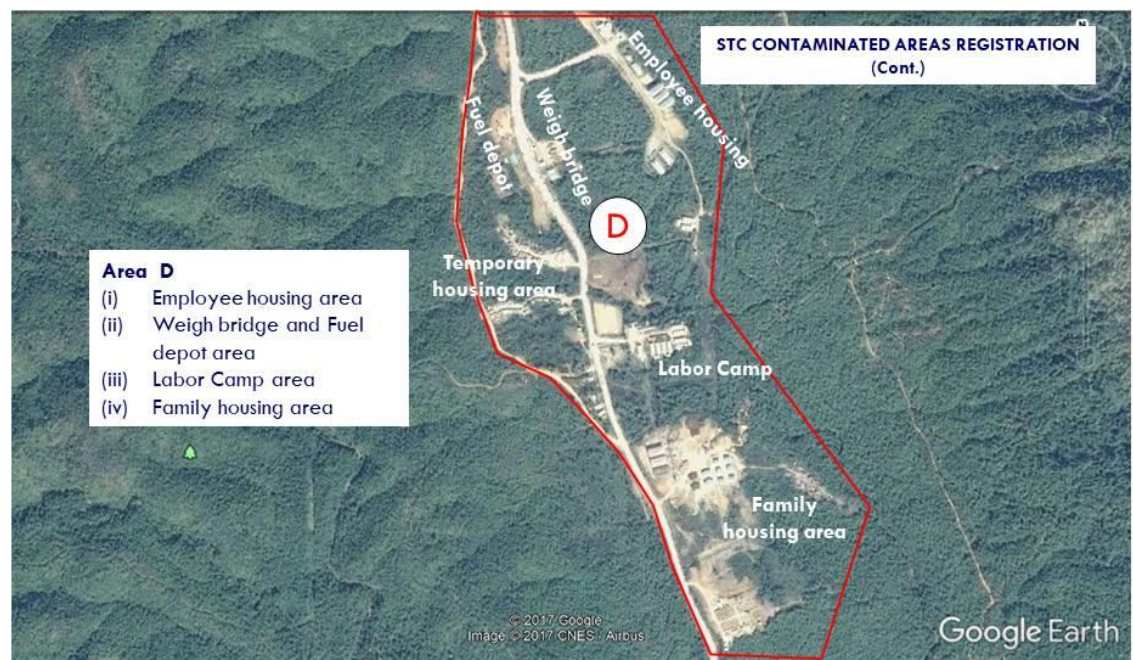 STC CONTAMINATED AREAS REGISTRATION
(Cont.)
Employee housing
Fuel depot
Weigh bridge
D
Area D
(i) Employee housing area
(ii) Weigh bridge and Fuel
depot area
(iii) Labor Camp area
(iv) Family housing area
Temporary
housing area
Labor Camp
Family
housing area
© 2017 Google
Image © 2017 CNES / Airbus
Google Earth